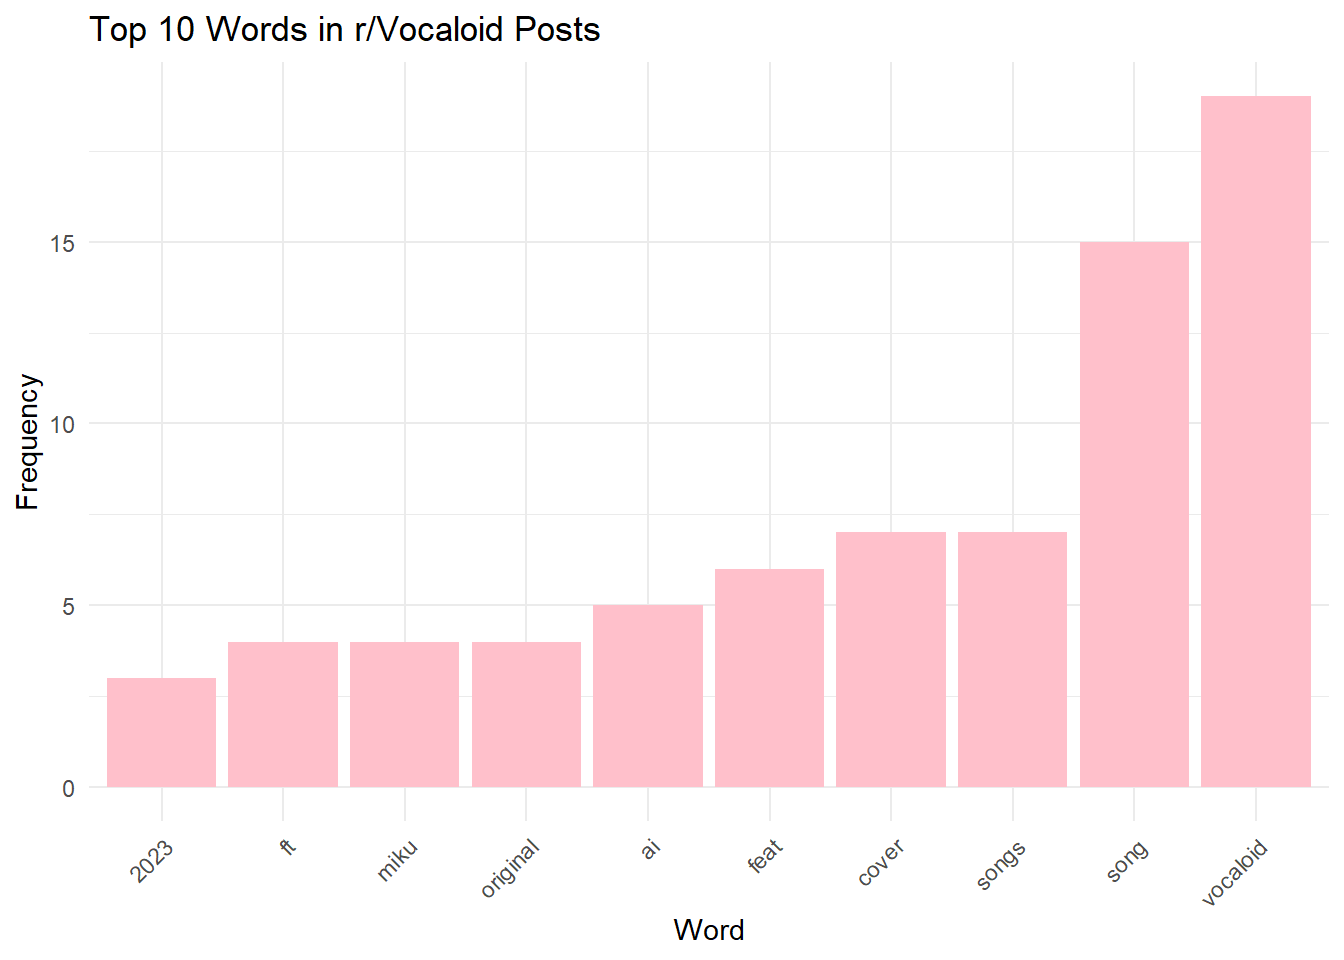 Top 10 Words in r/Vocaloid Posts
Frequency
15
10
5
0
2023
ft
miku
original
ai
feat
cover
songs
song
vocaloid
Word